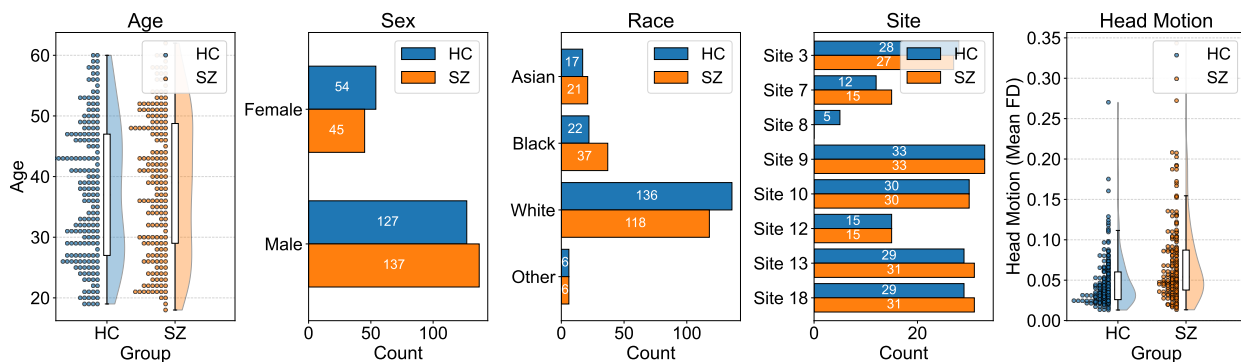 Age
60
50
40
30
20
Age
HC
SZ
HC
SZ
Group
Sex
Female
Male
54
45
127
137
HC
SZ
0
50
100
Count
Race
Asian
Black
White
Other
17
21
22
37
136
118
6
6
HC
SZ
0
50
100
Count
Site
Site 3
Site 7
Site 8
Site 9
Site 10
Site 12
Site 13
Site 18
28
27
12
15
5
33
33
30
30
15
15
29
31
29
31
HC
SZ
0
20
Count
Head Motion
0.35
0.30
0.25
0.20
0.15
0.10
0.05
0.00
Head Motion (Mean FD)
HC
SZ
HC
SZ
Group